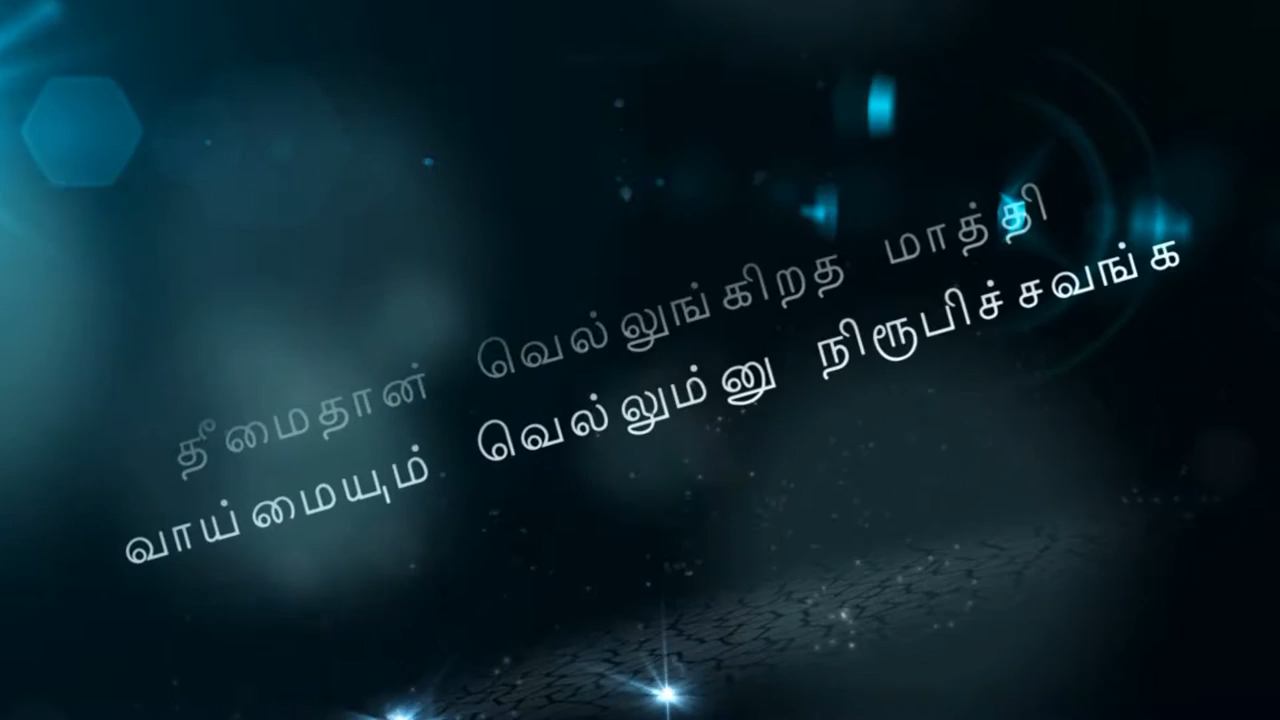 தீமைதான் வெல்லுங்கிறத மாத்தி
வாய்மையும் வெல்லும்னு நிரூபிச்சவங்க